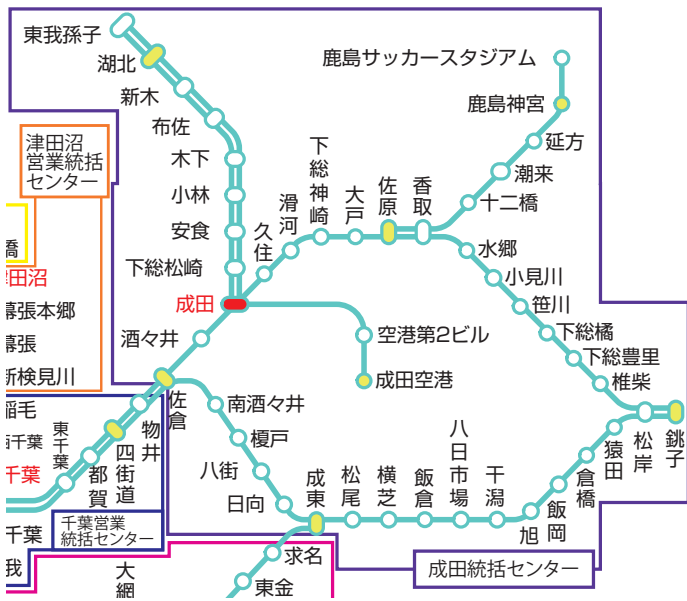 東我孫子
湖北
新木
布佐
木下
小林
安食
下総松崎
成田
鹿島サッカースタジアム
鹿島神宮
延方
潮来
十二橋
香取
佐原
大戸
下総神崎
滑河
久住
水郷
小見川
笹川
下総橘
下総豊里
椎柴
松岸
銚子
空港第2ビル
成田空港
酒々井
佐倉
南酒々井
榎戸
八街
日向
成東
松尾
横芝
飯倉
八日市場
干潟
旭
飯岡
倉橋
猿田
物井
四街道
都賀
東千葉
求名
東金
大網
津田沼
営業統括
センター
橋
津田沼
幕張本郷
幕張
新検見川
稲毛
西千葉
千葉
千葉
我
千葉営業
統括センター
成田統括センター